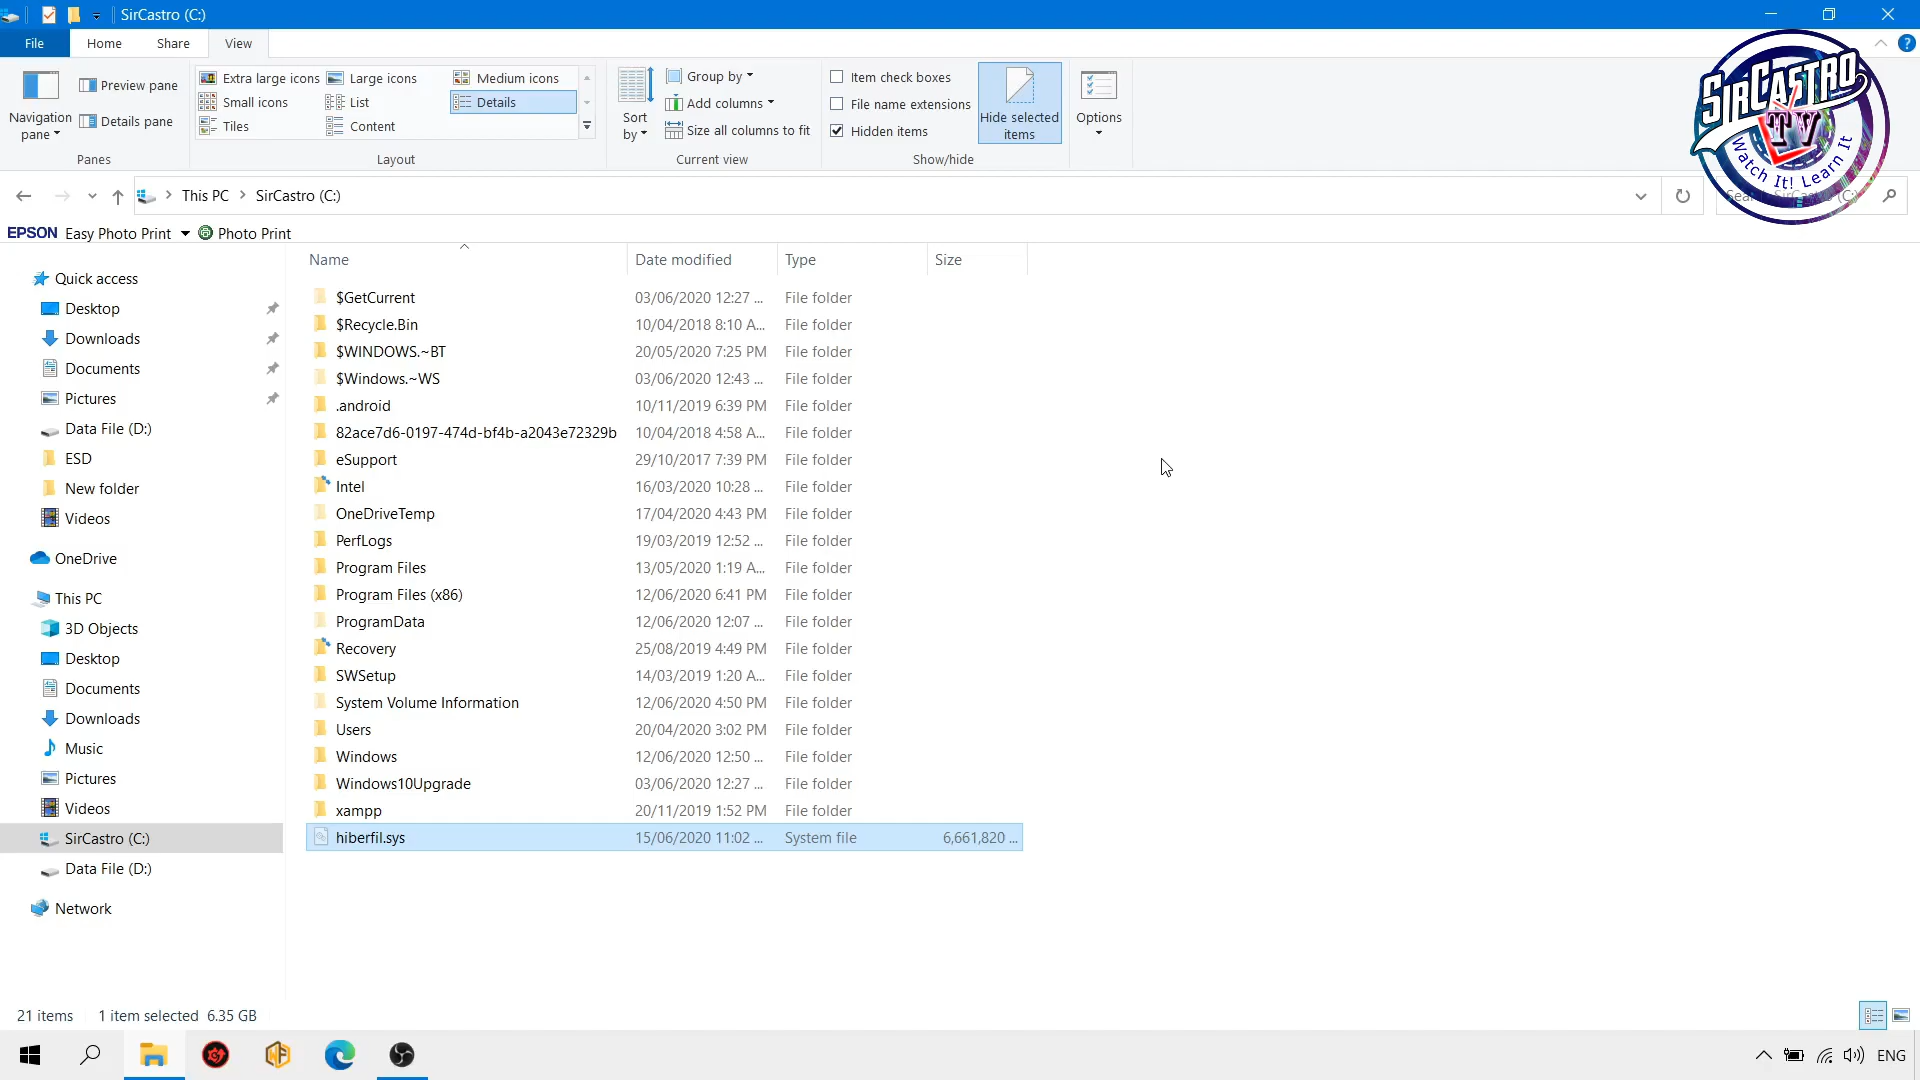 SirCastro (C:)
File Home Share View
Navigation pane
Preview pane
Details pane
Panes
Extra large icons Large icons Medium icons
Small icons List Details
Tiles Content
Layout
Sort by
Group by
Add columns
Size all columns to fit
Current view
Item check boxes
File name extensions
Hidden items
Hide selected items
Show/hide
Options
SIRCASTRO
TV
Watch It! Learn It
This PC SirCastro (C:)
EPSON Easy Photo Print Photo Print
Quick access
Desktop
Downloads
Documents
Pictures
Data File (D:)
ESD
New folder
Videos
OneDrive
This PC
3D Objects
Desktop
Documents
Downloads
Music
Pictures
Videos
SirCastro (C:)
Data File (D:)
Network
Name Date modified Type Size
$GetCurrent 03/06/2020 12:27 ... File folder
$Recycle.Bin 10/04/2018 8:10 A... File folder
$WINDOWS.~BT 20/05/2020 7:25 PM File folder
$Windows.~WS 03/06/2020 12:43 ... File folder
.android 10/11/2019 6:39 PM File folder
82ace7d6-0197-474d-bf4b-a2043e72329b 10/04/2018 4:58 A... File folder
eSupport 29/10/2017 7:39 PM File folder
Intel 16/03/2020 10:28 ... File folder
OneDriveTemp 17/04/2020 4:43 PM File folder
PerfLogs 19/03/2019 12:52 ... File folder
Program Files 13/05/2020 1:19 A... File folder
Program Files (x86) 12/06/2020 6:41 PM File folder
ProgramData 12/06/2020 12:07 ... File folder
Recovery 25/08/2019 4:49 PM File folder
SWSetup 14/03/2019 1:20 A... File folder
System Volume Information 12/06/2020 4:50 PM File folder
Users 20/04/2020 3:02 PM File folder
Windows 12/06/2020 12:50 ... File folder
Windows10Upgrade 03/06/2020 12:27 ... File folder
xampp 20/11/2019 1:52 PM File folder
hiberfil.sys 15/06/2020 11:02 ... System file 6,661,820 ...
21 items 1 item selected 6.35 GB
ENG